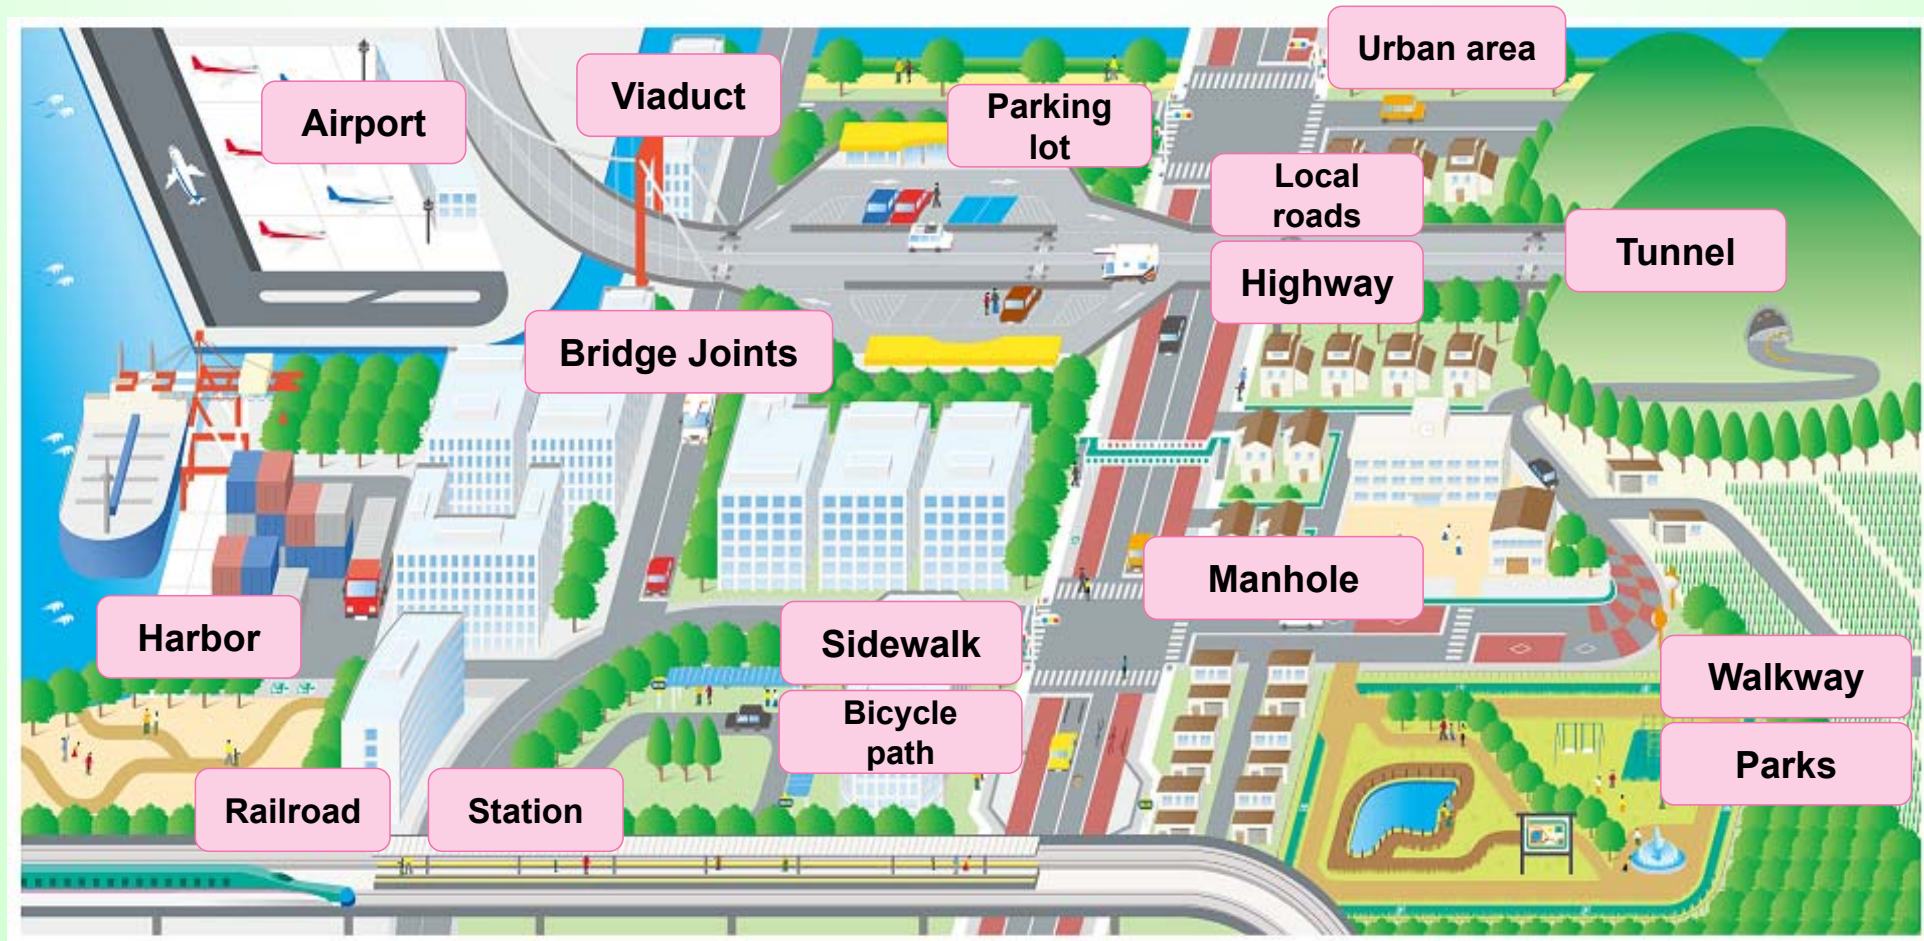 Urban area
Viaduct
Airport
Parking
lot
Local
roads
Tunnel
Highway
Bridge Joints
Manhole
Harbor
Sidewalk
Walkway
Bicycle
path
Parks
Railroad
Station